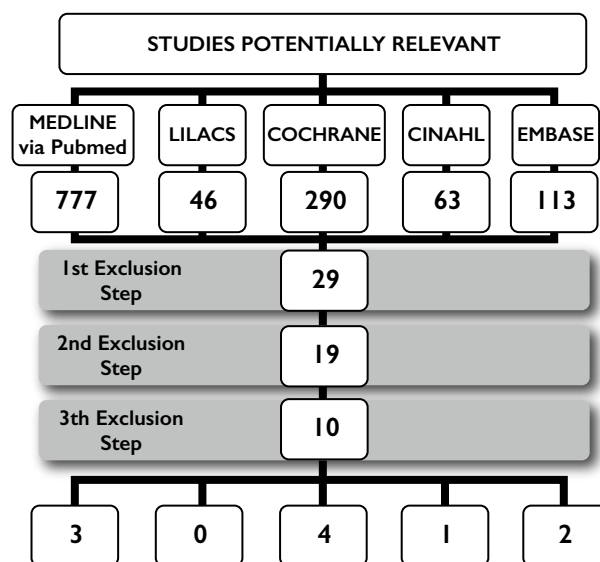 STUDIES POTENTIALLY RELEVANT
MEDLINE
via Pubmed
LILACS
COCHRANE
CINAHL
EMBASE
777
46
290
63
113
1st Exclusion
Step
29
2nd Exclusion
Step
19
3th Exclusion
Step
10
3
0
4
1
2